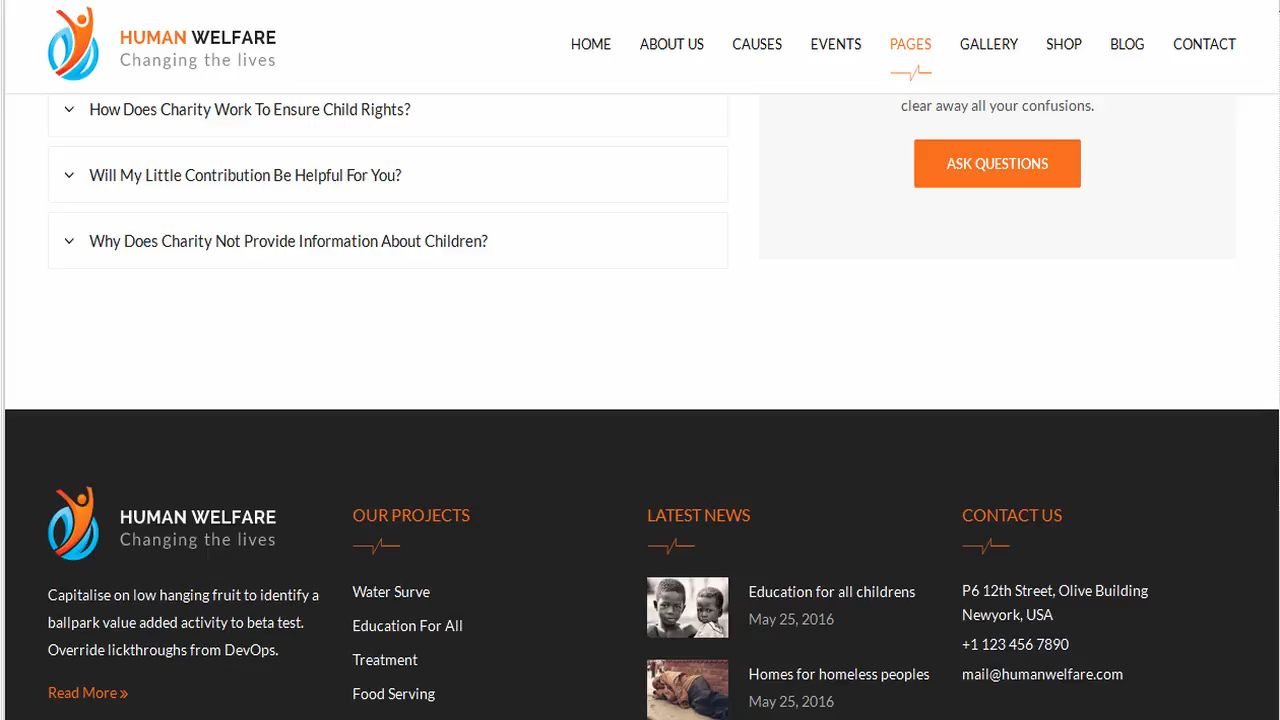 HUMAN WELFARE
Changing the lives
HOME ABOUT US CAUSES EVENTS PAGES GALLERY SHOP BLOG CONTACT
How Does Charity Work To Ensure Child Rights?
Will My Little Contribution Be Helpful For You?
Why Does Charity Not Provide Information About Children?
clear away all your confusions.
ASK QUESTIONS
HUMAN WELFARE
Changing the lives
Capitalise on low hanging fruit to identify a
ballpark value added activity to beta test.
Override lickthroughs from DevOps.
Read More »
OUR PROJECTS
Water Surve
Education For All
Treatment
Food Serving
LATEST NEWS
Education for all childrens
May 25, 2016
Homes for homeless peoples
May 25, 2016
CONTACT US
P6 12th Street, Olive Building
Newyork, USA
+1 123 456 7890
mail@humanwelfare.com